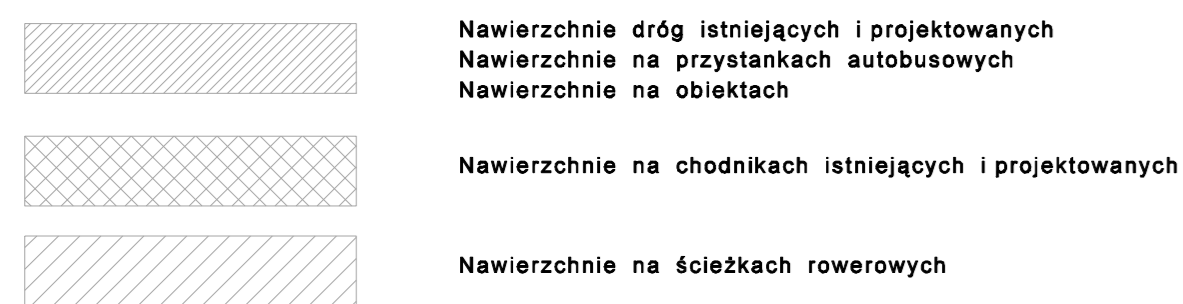 Nawierzchnie dróg istniejących i projektowanych
Nawierzchnie na przystankach autobusowych
Nawierzchnie na obiektach
Nawierzchnie na chodnikach istniejących i projektowanych
Nawierzchnie na ścieżkach rowerowych